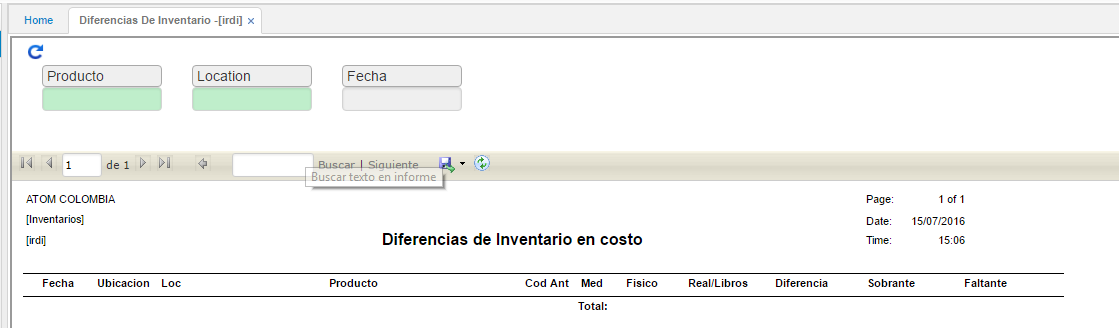 Home Diferencias De Inventario -[irdi] ×
Producto Location Fecha
1 de 1 Buscar | Siguiente
Buscar texto en informe
ATOM COLOMBIA Page: 1 of 1
[Inventarios] Date: 15/07/2016
[irdi] Diferencias de Inventario en costo Time: 15:06
Fecha Ubicacion Loc Producto Cod Ant Med Fisico Real/Libros Diferencia Sobrante Faltante
Total: